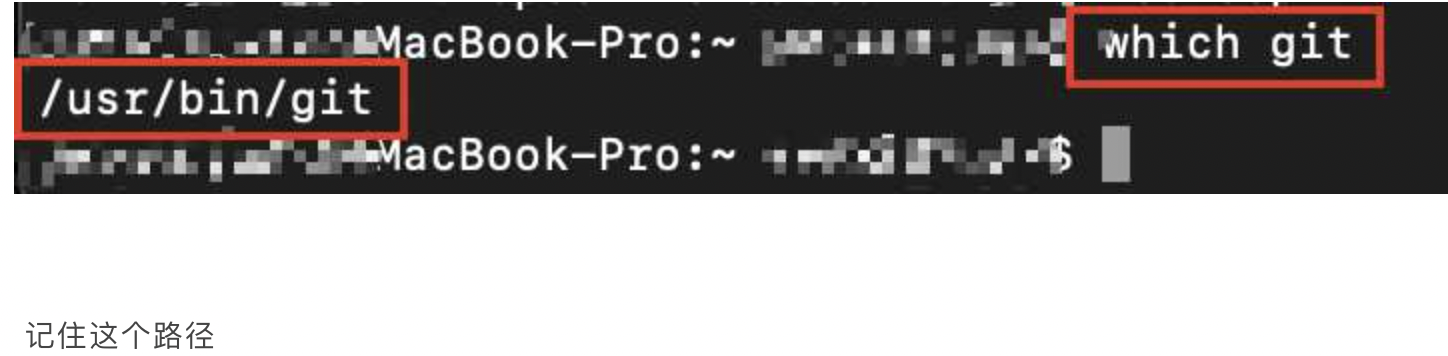 MacBook-Pro:~ which git
/usr/bin/git
MacBook-Pro:~ $
记住这个路径